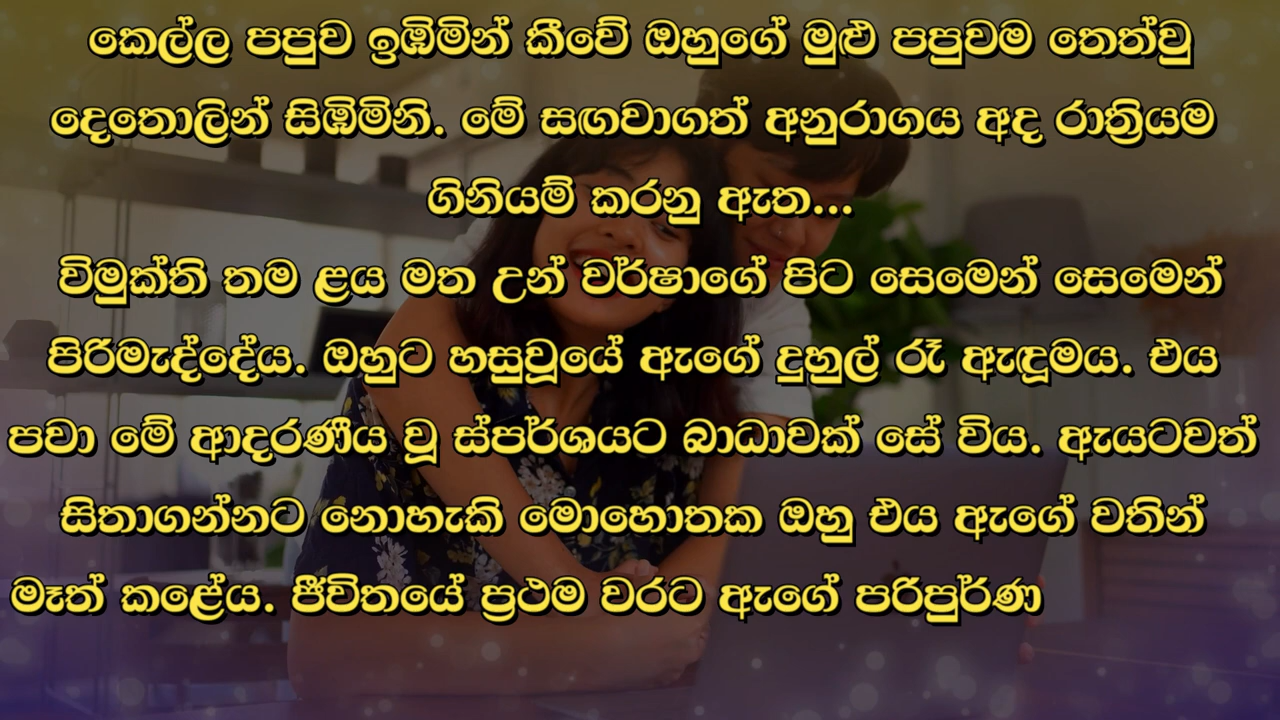 කෙල්ල පපුව ඉඹිමින් කීවේ ඔහුගේ මුළු පපුවම තෙත්වු
දෙතොලින් සිඹිමිනි. මේ සඟවාගත් අනුරාගය අද රාත්‍රියම
ගිනියම් කරනු ඇත...
විමුක්ති තම ළය මත උන් වර්ෂාගේ පිට සෙමෙන් සෙමෙන්
පිරිමැද්දේය. ඔහුට හසුවූයේ ඇගේ දුහුල් රෑ ඇඳූමය. එය
පවා මේ ආදරණීය වූ ස්පර්ශයට බාධාවක් සේ විය. ඇයටවත්
සිතාගන්නට නොහැකි මොහොතක ඔහු එය ඇගේ වතින්
මෑත් කළේය. ජීවිතයේ ප්‍රථම වරට ඇගේ පරිපුර්ණ